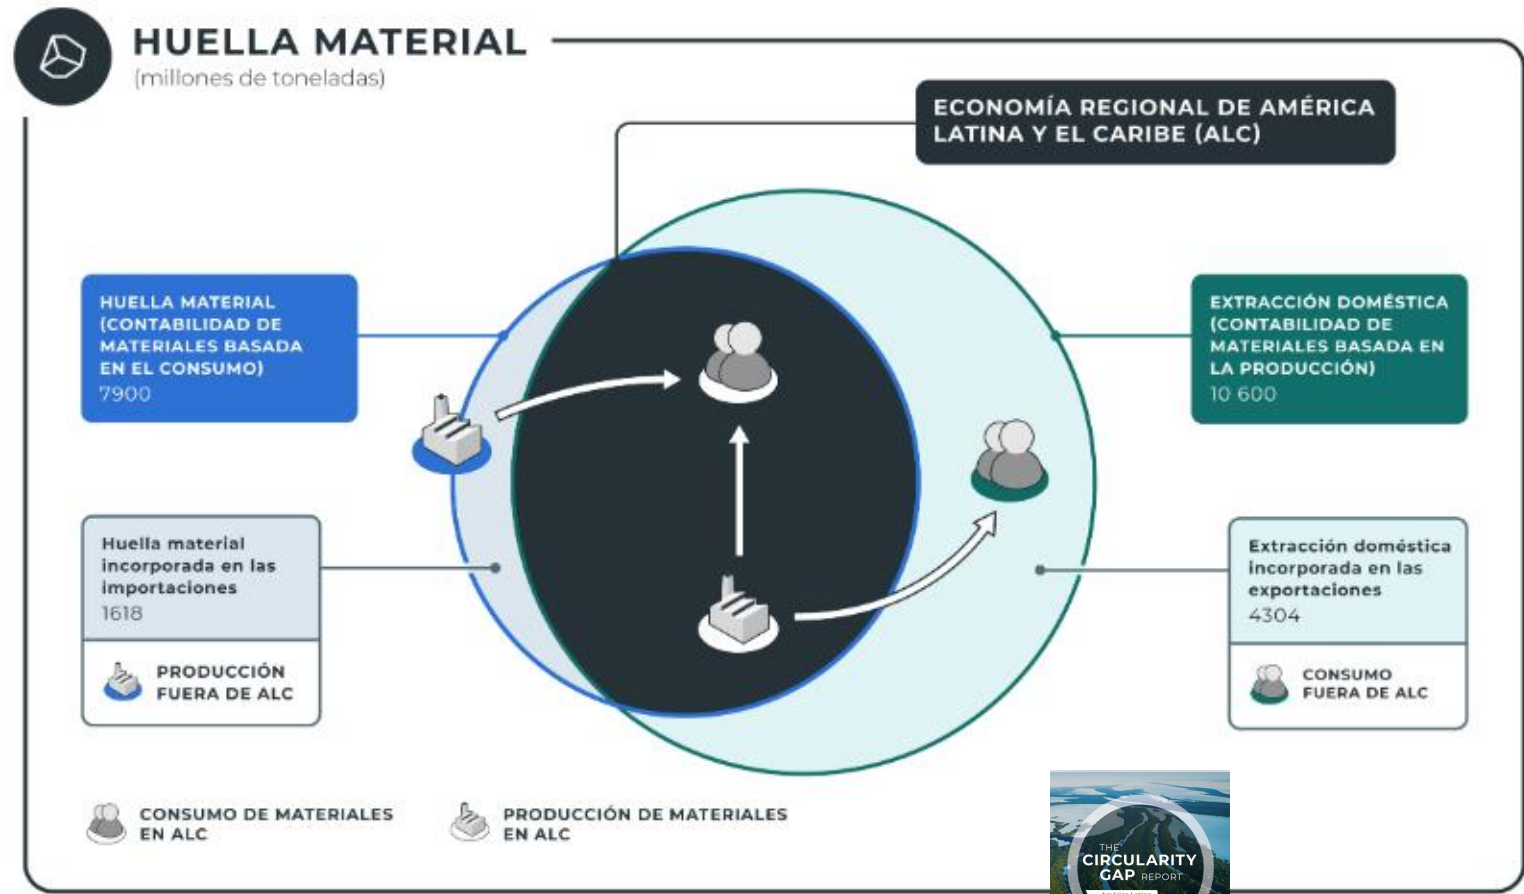 HUELLA MATERIAL
(millones de toneladas)
ECONOMÍA REGIONAL DE AMÉRICA
LATINA Y EL CARIBE (ALC)
HUELLA MATERIAL
(CONTABILIDAD DE
MATERIALES BASADA
EN EL CONSUMO)
7900
EXTRACCIÓN DOMÉSTICA
(CONTABILIDAD DE
MATERIALES BASADA EN
LA PRODUCCIÓN)
10 600
Huella material
incorporada en las
importaciones
1618
PRODUCCIÓN
FUERA DE ALC
Extracción doméstica
incorporada en las
exportaciones
4304
CONSUMO
FUERA DE ALC
CONSUMO DE MATERIALES
EN ALC
PRODUCCIÓN DE MATERIALES
EN ALC
THE
CIRCULARITY
GAP REPORT